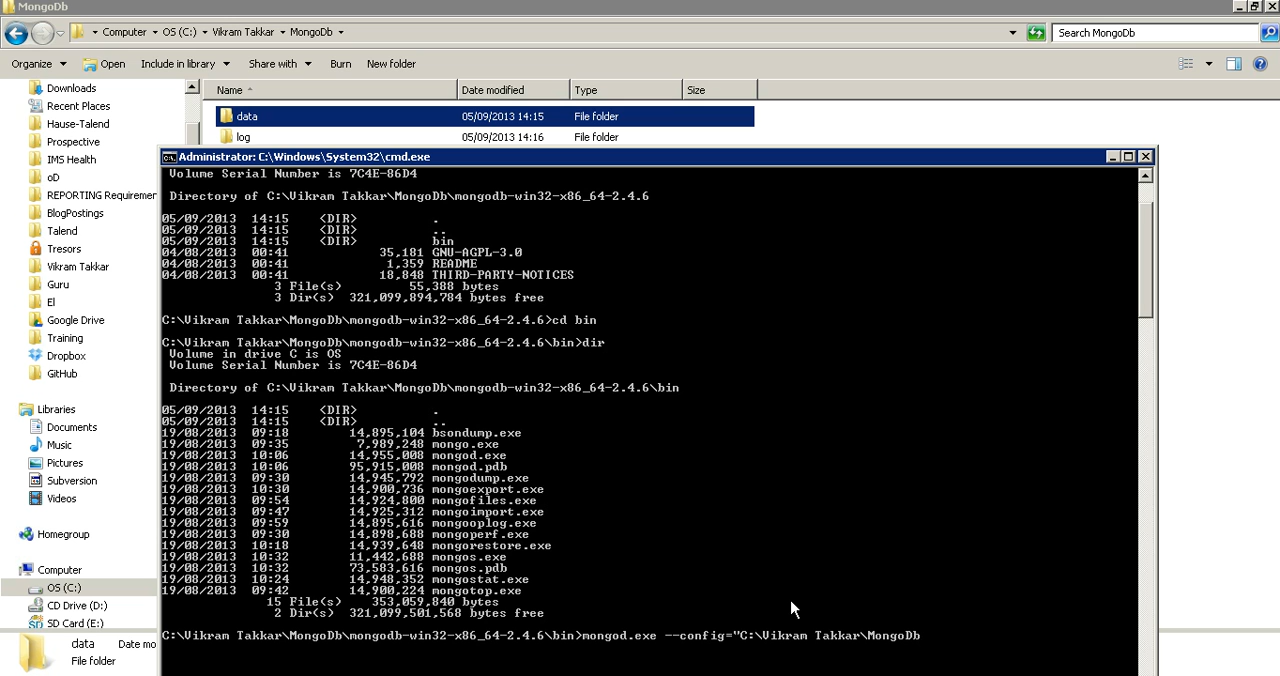 MongoDb
Computer OS (C:) Vikram Takkar MongoDb
Search MongoDb
Organize Open Include in library Share with Burn New folder
Name Date modified Type Size
Downloads
Recent Places
Hause-Talend
Prospective
IMS Health
oD
REPORTING Requiremer
BlogPostings
Talend
Tresors
Vikram Takkar
Guru
El
Google Drive
Training
Dropbox
GitHub
Libraries
Documents
Music
Pictures
Subversion
Videos
Homegroup
Computer
OS (C:)
CD Drive (D:)
SD Card (E:)
data 05/09/2013 14:15 File folder
log 05/09/2013 14:16 File folder
Administrator: C:\Windows\System32\cmd.exe
Volume Serial Number is 7C4E-86D4
Directory of C:\Vikram Takkar\MongoDb\mongodb-win32-x86_64-2.4.6
05/09/2013 14:15 <DIR> .
05/09/2013 14:15 <DIR> ..
05/09/2013 14:15 <DIR> bin
04/08/2013 00:41 35,181 GNU-AGPL-3.0
04/08/2013 00:41 1,359 README
04/08/2013 00:41 18,848 THIRD-PARTY-NOTICES
3 File(s) 55,388 bytes
3 Dir(s) 321,099,894,784 bytes free
C:\Vikram Takkar\MongoDb\mongodb-win32-x86_64-2.4.6>cd bin
C:\Vikram Takkar\MongoDb\mongodb-win32-x86_64-2.4.6\bin>dir
Volume in drive C is OS
Volume Serial Number is 7C4E-86D4
Directory of C:\Vikram Takkar\MongoDb\mongodb-win32-x86_64-2.4.6\bin
05/09/2013 14:15 <DIR> .
05/09/2013 14:15 <DIR> ..
19/08/2013 09:18 14,895,104 bsondump.exe
19/08/2013 09:35 7,989,248 mongo.exe
19/08/2013 10:06 14,955,008 mongod.exe
19/08/2013 10:06 95,915,008 mongod.pdb
19/08/2013 09:30 14,945,792 mongodump.exe
19/08/2013 10:30 14,900,736 mongoexport.exe
19/08/2013 09:54 14,924,800 mongofiles.exe
19/08/2013 09:47 14,925,312 mongoimport.exe
19/08/2013 09:59 14,895,616 mongooplog.exe
19/08/2013 09:30 14,898,688 mongoperf.exe
19/08/2013 10:18 14,939,648 mongorestore.exe
19/08/2013 10:32 11,442,688 mongos.exe
19/08/2013 10:32 73,583,616 mongos.pdb
19/08/2013 10:24 14,948,352 mongostat.exe
19/08/2013 09:42 14,900,224 mongotop.exe
15 File(s) 353,059,840 bytes
2 Dir(s) 321,099,501,568 bytes free
C:\Vikram Takkar\MongoDb\mongodb-win32-x86_64-2.4.6\bin>mongod.exe --config="C:\Vikram Takkar\MongoDb
data Date mo
File folder